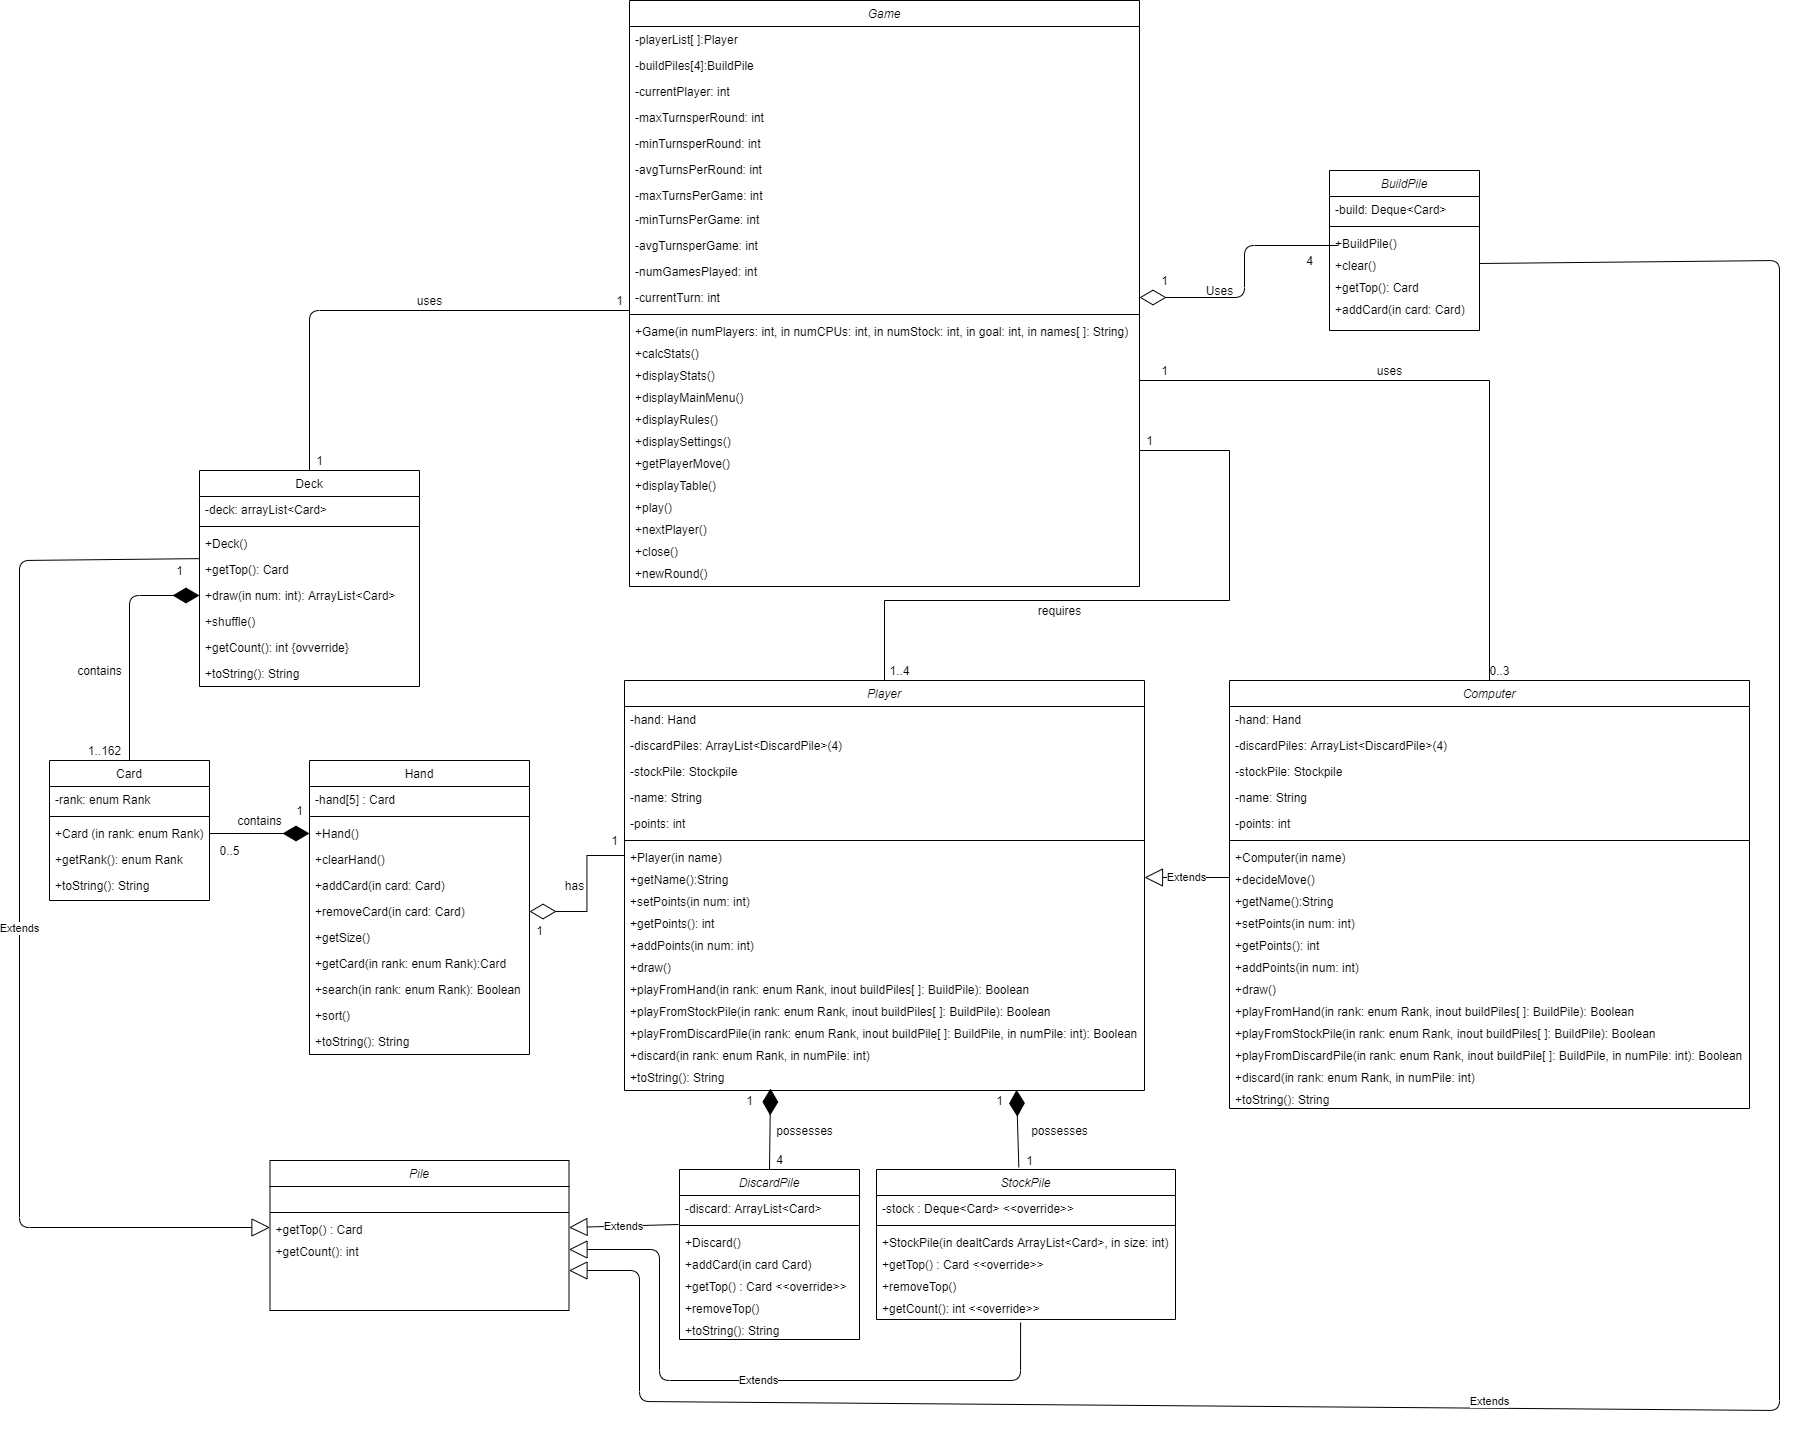 Game
-playerList[ ]:Player
-buildPiles[4]:BuildPile
-currentPlayer: int
-maxTurnsperRound: int
-minTurnsperRound: int
-avgTurnsPerRound: int
-maxTurnsPerGame: int
-minTurnsPerGame: int
-avgTurnsperGame: int
-numGamesPlayed: int
-currentTurn: int
+Game(in numPlayers: int, in numCPUs: int, in numStock: int, in goal: int, in names[ ]: String)
+calcStats()
+displayStats()
+displayMainMenu()
+displayRules()
+displaySettings()
+getPlayerMove()
+displayTable()
+play()
+nextPlayer()
+close()
+newRound()
BuildPile
-build: Deque<Card>
+BuildPile()
+clear()
+getTop(): Card
+addCard(in card: Card)
1
Uses
4
uses
1
1
1
uses
0..3
1
requires
1..4
Deck
-deck: arrayList<Card>
+Deck()
+getTop(): Card
+draw(in num: int): ArrayList<Card>
+shuffle()
+getCount(): int {ovverride}
+toString(): String
1
contains
1..162
Card
-rank: enum Rank
+Card (in rank: enum Rank)
+getRank(): enum Rank
+toString(): String
contains
1
0..5
Hand
-hand[5] : Card
+Hand()
+clearHand()
+addCard(in card: Card)
+removeCard(in card: Card)
+getSize()
+getCard(in rank: enum Rank):Card
+search(in rank: enum Rank): Boolean
+sort()
+toString(): String
1
has
1
Player
-hand: Hand
-discardPiles: ArrayList<DiscardPile>(4)
-stockPile: Stockpile
-name: String
-points: int
+Player(in name)
+getName():String
+setPoints(in num: int)
+getPoints(): int
+addPoints(in num: int)
+draw()
+playFromHand(in rank: enum Rank, inout buildPiles[ ]: BuildPile): Boolean
+playFromStockPile(in rank: enum Rank, inout buildPiles[ ]: BuildPile): Boolean
+playFromDiscardPile(in rank: enum Rank, inout buildPile[ ]: BuildPile, in numPile: int): Boolean
+discard(in rank: enum Rank, in numPile: int)
+toString(): String
Extends
Computer
-hand: Hand
-discardPiles: ArrayList<DiscardPile>(4)
-stockPile: Stockpile
-name: String
-points: int
+Computer(in name)
+decideMove()
+getName():String
+setPoints(in num: int)
+getPoints(): int
+addPoints(in num: int)
+draw()
+playFromHand(in rank: enum Rank, inout buildPiles[ ]: BuildPile): Boolean
+playFromStockPile(in rank: enum Rank, inout buildPiles[ ]: BuildPile): Boolean
+playFromDiscardPile(in rank: enum Rank, inout buildPile[ ]: BuildPile, in numPile: int): Boolean
+discard(in rank: enum Rank, in numPile: int)
+toString(): String
Extends
1
possesses
4
1
possesses
1
Pile
+getTop() : Card
+getCount(): int
Extends
DiscardPile
-discard: ArrayList<Card>
+Discard()
+addCard(in card Card)
+getTop() : Card <<override>>
+removeTop()
+toString(): String
StockPile
-stock : Deque<Card> <<override>>
+StockPile(in dealtCards ArrayList<Card>, in size: int)
+getTop() : Card <<override>>
+removeTop()
+getCount(): int <<override>>
Extends
Extends